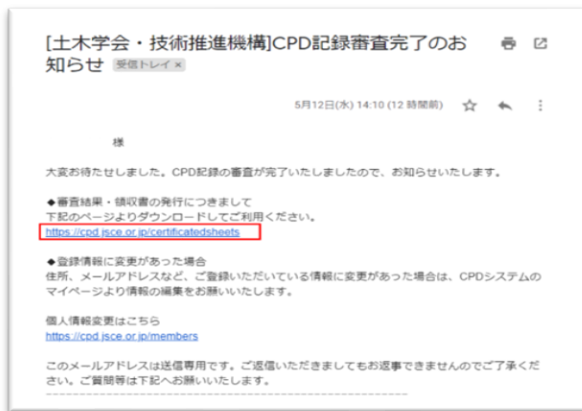 [土木学会・技術推進機構]CPD記録審査完了のお
知らせ 受信トレイ ×
5月12日(水) 14:10 (12 時間前)
様
大変お待たせしました。CPD記録の審査が完了いたしましたので、お知らせいたします。
◆審査結果・領収書の発行につきまして
下記のページよりダウンロードしてご利用ください。
https://cpd.jsce.or.jp/certificatedsheets
◆登録情報に変更があった場合
住所、メールアドレスなど、ご登録いただいている情報に変更があった場合は、CPDシステムの
マイページより情報の編集をお願いいたします。
個人情報変更はこちら
https://cpd.jsce.or.jp/members
このメールアドレスは送信専用です。ご返信いただきましてもお返事できませんのでご了承くだ
さい。ご質問等は下記へお願いいたします。